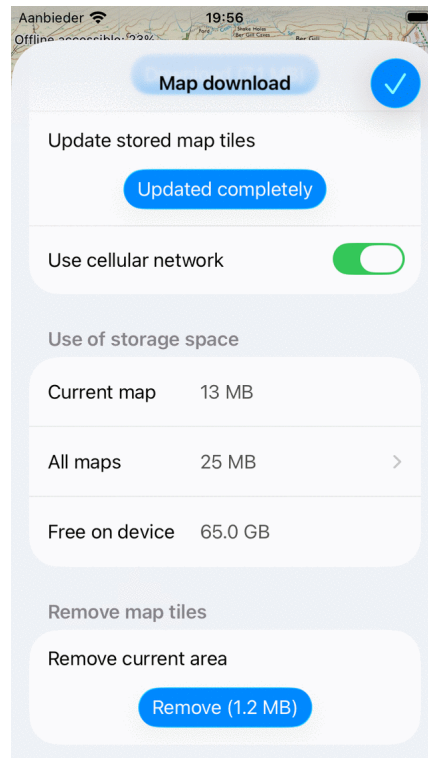 Aanbieder 19:56
Offline accessible: 23%
Map download
Update stored map tiles
Updated completely
Use cellular network
Use of storage space
Current map 13 MB
All maps 25 MB
Free on device 65.0 GB
Remove map tiles
Remove current area
Remove (1.2 MB)